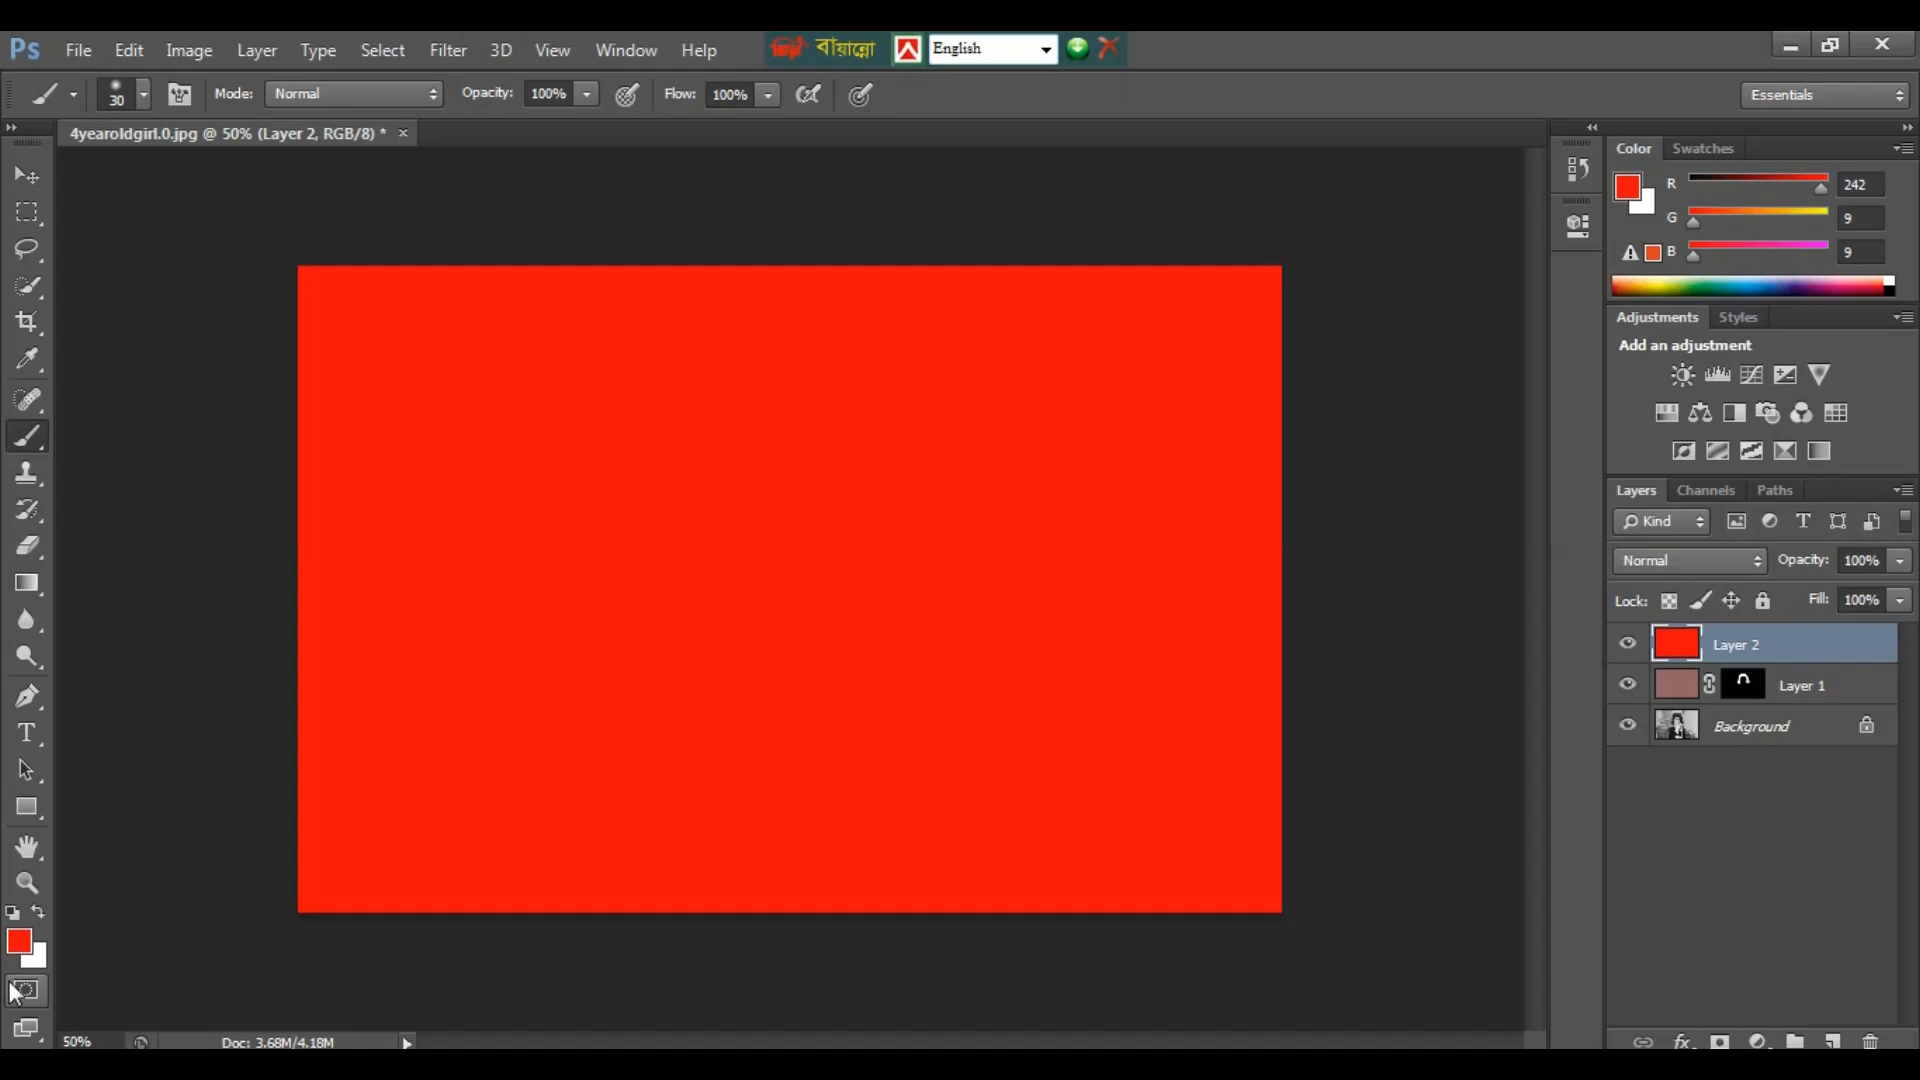 Ps File Edit Image Layer Type Select Filter 3D View Window Help বায়ান্নো English
30 Mode: Normal Opacity: 100% Flow: 100% Essentials
4yearoldgirl.0.jpg @ 50% (Layer 2, RGB/8) *
Color Swatches
R 242
G 9
B 9
Adjustments Styles
Add an adjustment
Layers Channels Paths
Kind
Normal Opacity: 100%
Lock: Fill: 100%
Layer 2
Layer 1
Background
50% Doc: 3.68M/4.18M